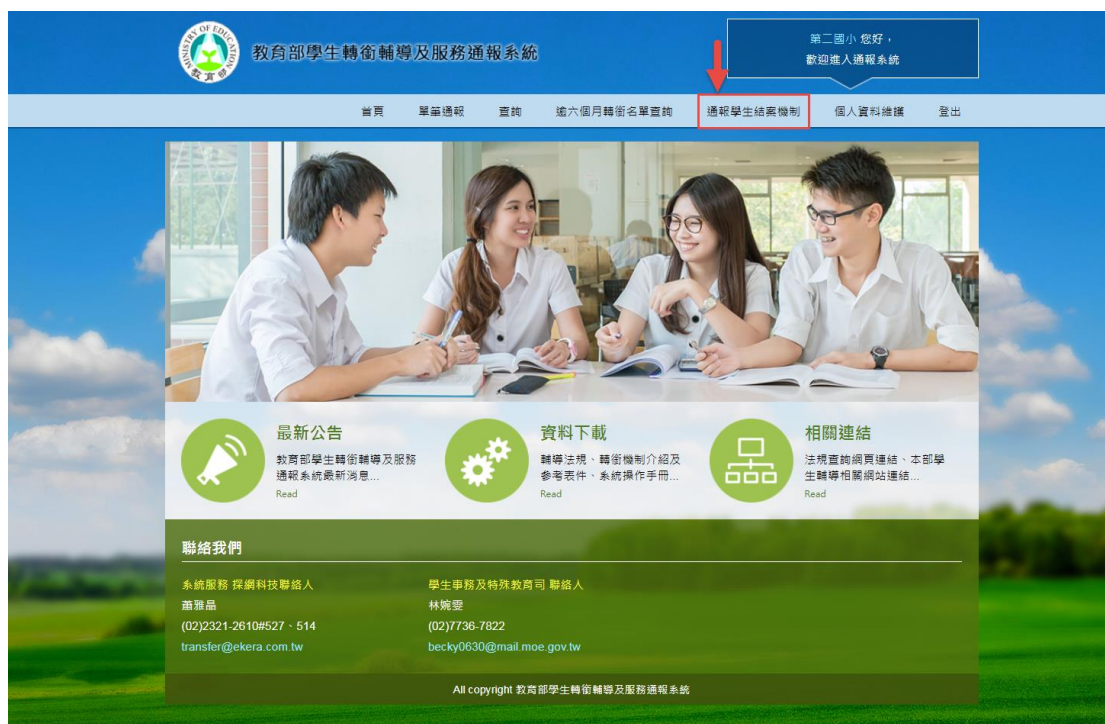 MINISTRY OF EDUCATION
教育部
教育部學生轉銜輔導及服務通報系統
第二國小 您好，
歡迎進入通報系統
首頁 單筆通報 查詢 逾六個月轉銜名單查詢 通報學生結案機制 個人資料維護 登出
最新公告
教育部學生轉銜輔導及服務
通報系統最新消息...
Read
資料下載
輔導法規、轉銜機制介紹及
參考表件、系統操作手冊...
Read
相關連結
法規查詢網頁連結、本部學
生輔導相關網站連結...
Read
聯絡我們
系統服務 探網科技聯絡人
蕭雅晶
(02)2321-2610#527、514
transfer@ekera.com.tw
學生事務及特殊教育司 聯絡人
林婉雯
(02)7736-7822
becky0630@mail.moe.gov.tw
All copyright 教育部學生轉銜輔導及服務通報系統